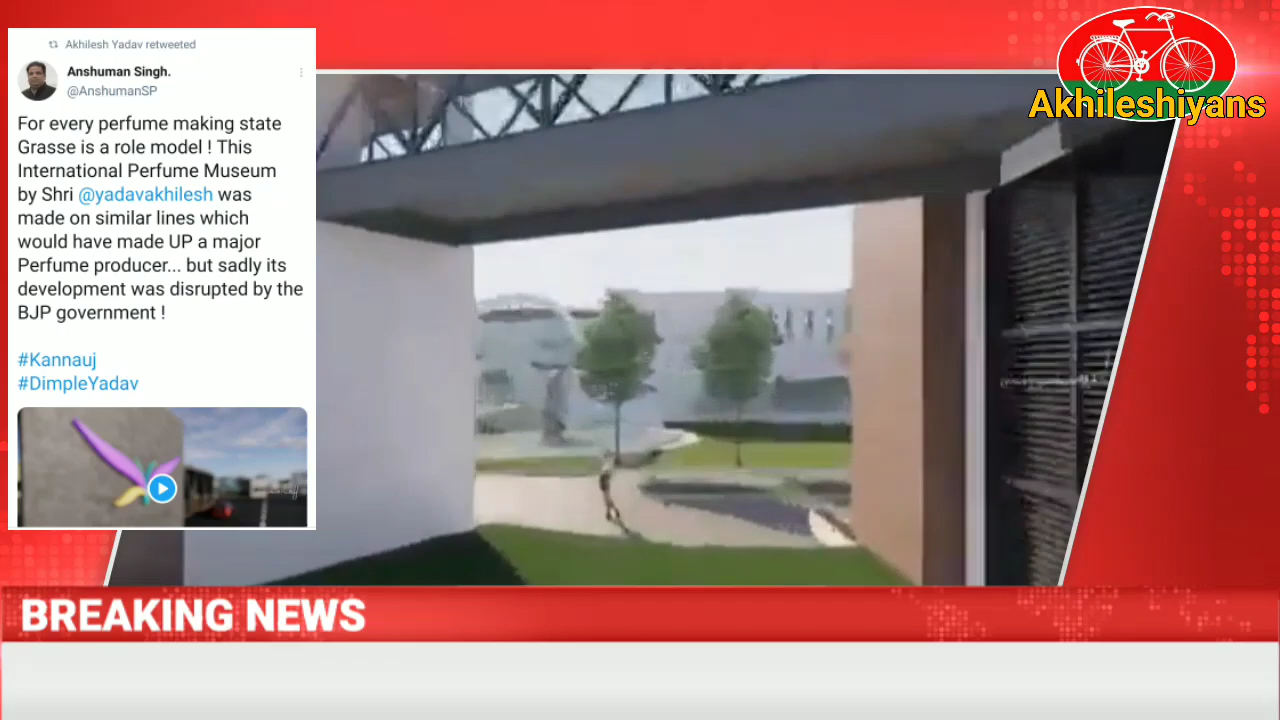 Akhilesh Yadav retweeted
Anshuman Singh.
@AnshumanSP
For every perfume making state
Grasse is a role model ! This
International Perfume Museum
by Shri @yadavakhilesh was
made on similar lines which
would have made UP a major
Perfume producer... but sadly its
development was disrupted by the
BJP government !
#Kannauj
#DimpleYadav
Akhileshiyans
BREAKING NEWS